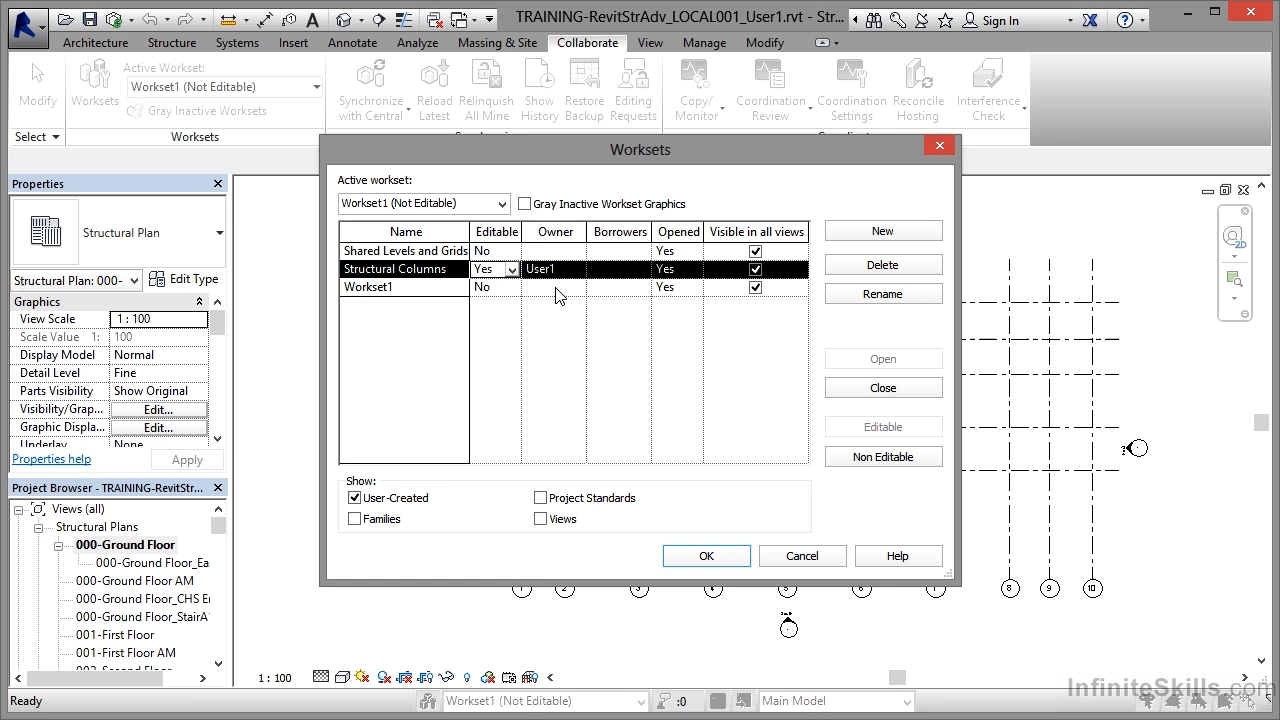 TRAINING-RevitStrAdv_LOCAL001_User1.rvt - Str...
Sign In
Architecture Structure Systems Insert Annotate Analyze Massing & Site Collaborate View Manage Modify
Modify
Worksets
Active Workset:
Workset1 (Not Editable)
Gray Inactive Worksets
Synchronize with Central
Reload Latest
Relinquish All Mine
Show History
Restore Backup
Editing Requests
Copy/ Monitor
Coordination Review
Coordination Settings
Reconcile Hosting
Interference Check
Select
Worksets
Properties
Structural Plan
Structural Plan: 000-
Edit Type
Graphics
View Scale 1 : 100
Scale Value 1: 100
Display Model Normal
Detail Level Fine
Parts Visibility Show Original
Visibility/Grap... Edit...
Graphic Displa... Edit...
Underlay None
Properties help
Apply
Project Browser - TRAINING-RevitStr...
Views (all)
Structural Plans
000-Ground Floor
000-Ground Floor_Ea
000-Ground Floor AM
000-Ground Floor_CHS E
000-Ground Floor_StairA
001-First Floor
001-First Floor AM
Worksets
Active workset:
Workset1 (Not Editable)
Gray Inactive Workset Graphics
Name Editable Owner Borrowers Opened Visible in all views
Shared Levels and Grids No Yes
Structural Columns Yes User1 Yes
Workset1 No Yes
New
Delete
Rename
Open
Close
Editable
Non Editable
Show:
User-Created
Project Standards
Families
Views
OK
Cancel
Help
8 9 10
1 : 100
Ready
Workset1 (Not Editable)
:0
Main Model
InfiniteSkills.com